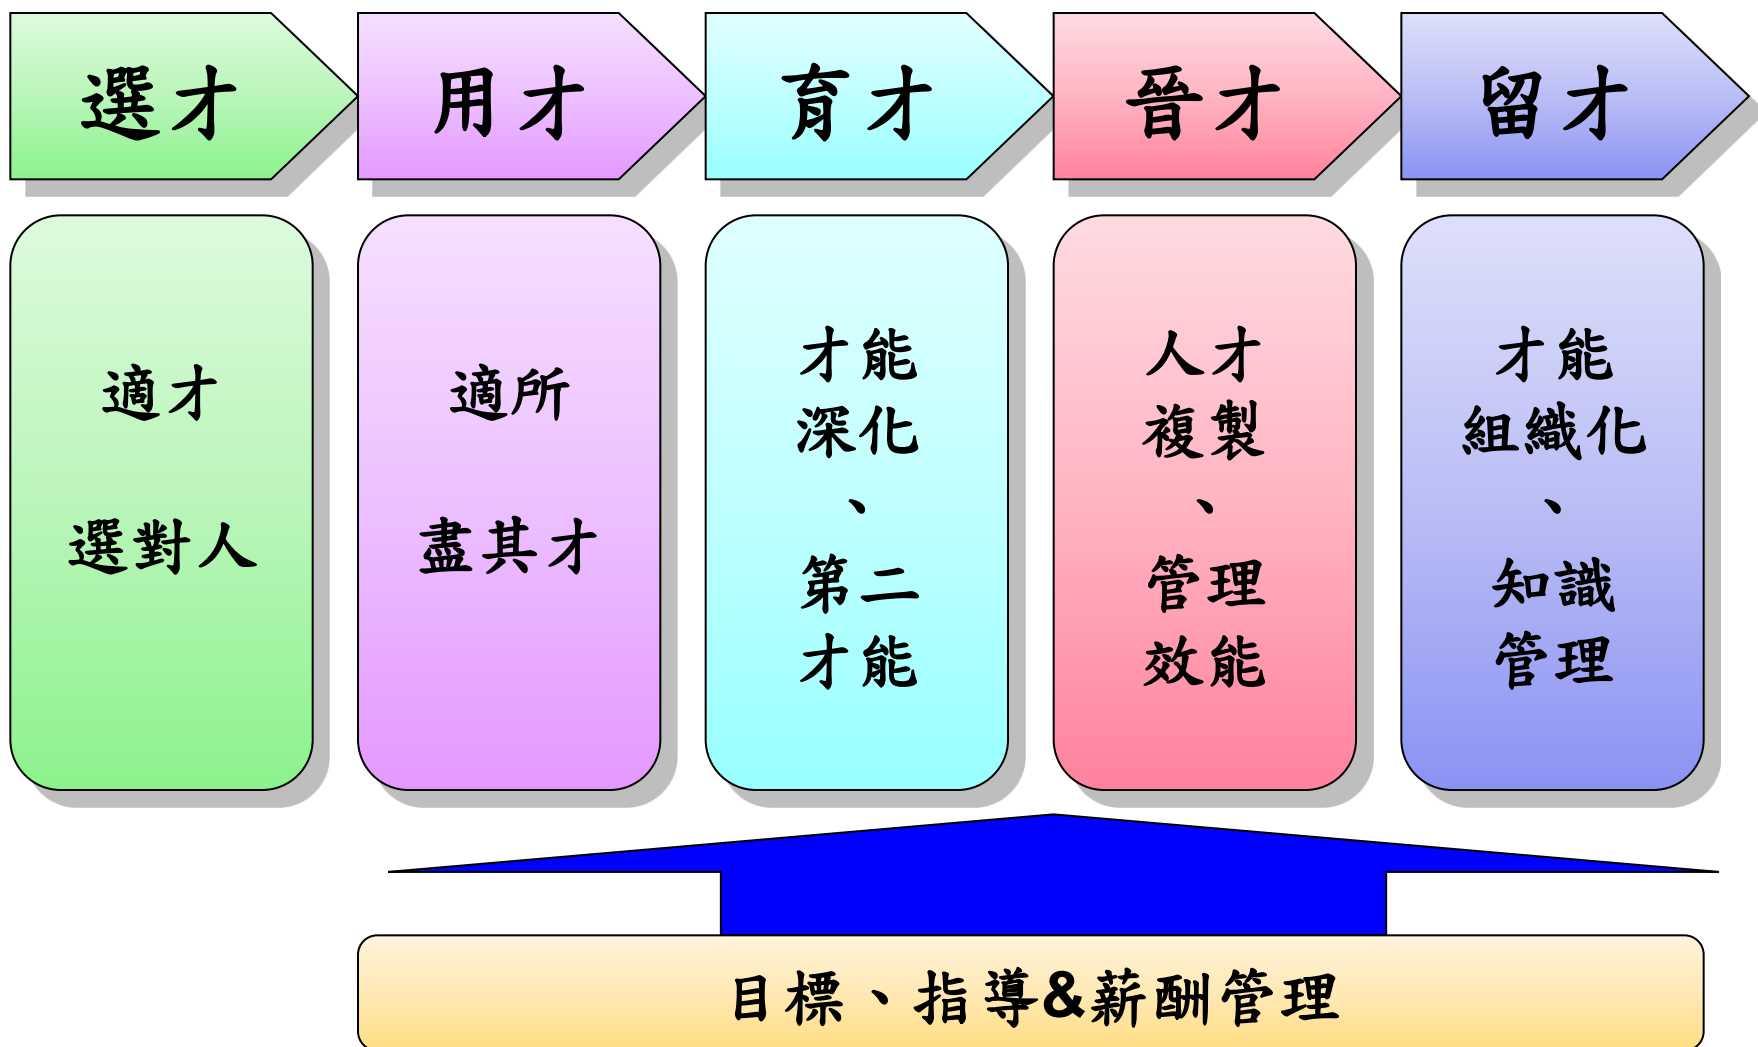 選才
用才
育才
晉才
留才
適才
選對人
適所
盡其才
才能
深化
、
第二
才能
人才
複製
、
管理
效能
才能
組織化
、
知識
管理
目標、指導&薪酬管理